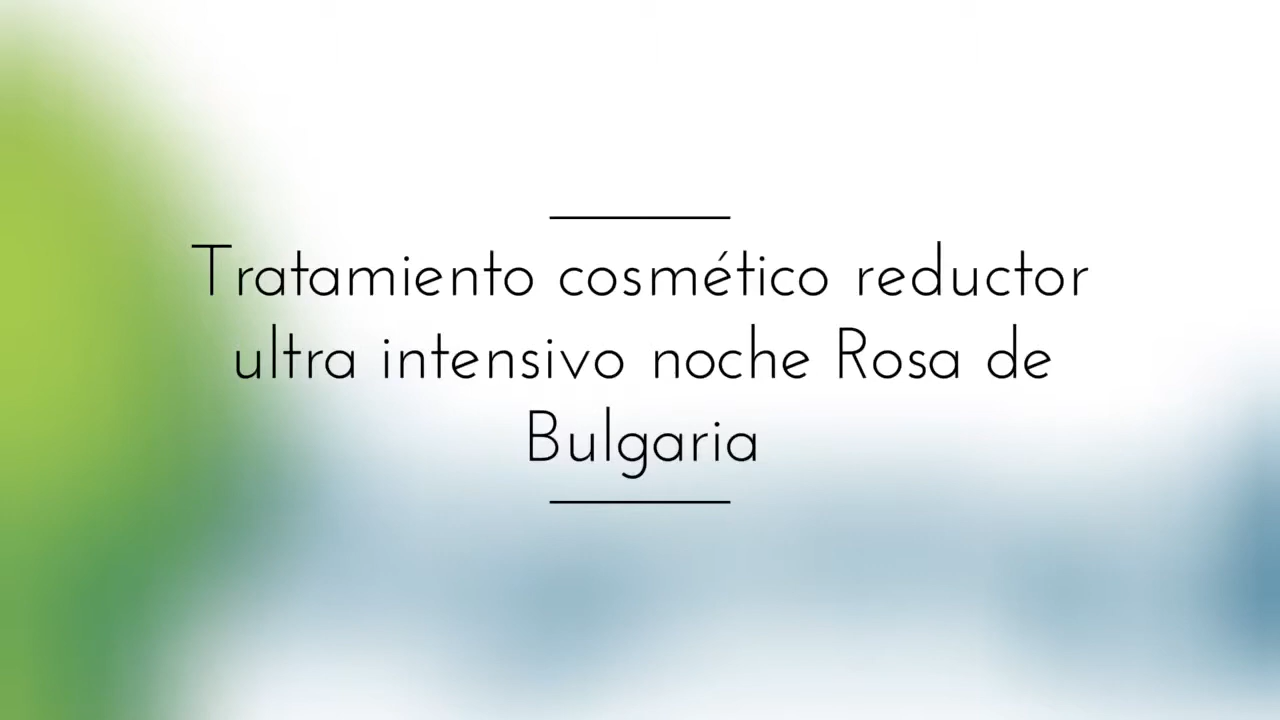 Tratamiento cosmético reductor
ultra intensivo noche Rosa de
Bulgaria